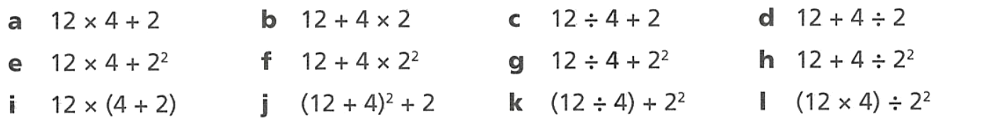 a 12 × 4 + 2 b 12 + 4 × 2 c 12 ÷ 4 + 2 d 12 + 4 ÷ 2
e 12 × 4 + 2² f 12 + 4 × 2² g 12 ÷ 4 + 2² h 12 + 4 ÷ 2²
i 12 × (4 + 2) j (12 + 4)² + 2 k (12 ÷ 4) + 2² l (12 × 4) ÷ 2²